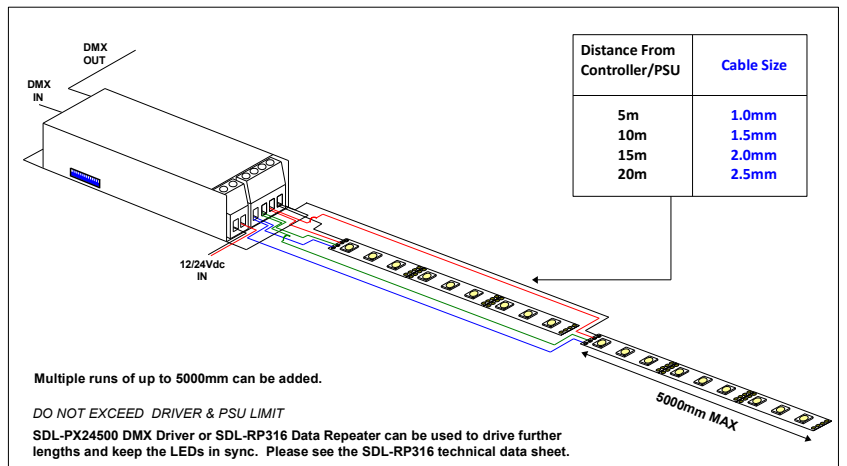 DMX
OUT
DMX
IN
12/24Vdc
IN
Distance From
Controller/PSU
Cable Size
5m 1.0mm
10m 1.5mm
15m 2.0mm
20m 2.5mm
5000mm MAX
Multiple runs of up to 5000mm can be added.
DO NOT EXCEED DRIVER & PSU LIMIT
SDL-PX24500 DMX Driver or SDL-RP316 Data Repeater can be used to drive further
lengths and keep the LEDs in sync. Please see the SDL-RP316 technical data sheet.